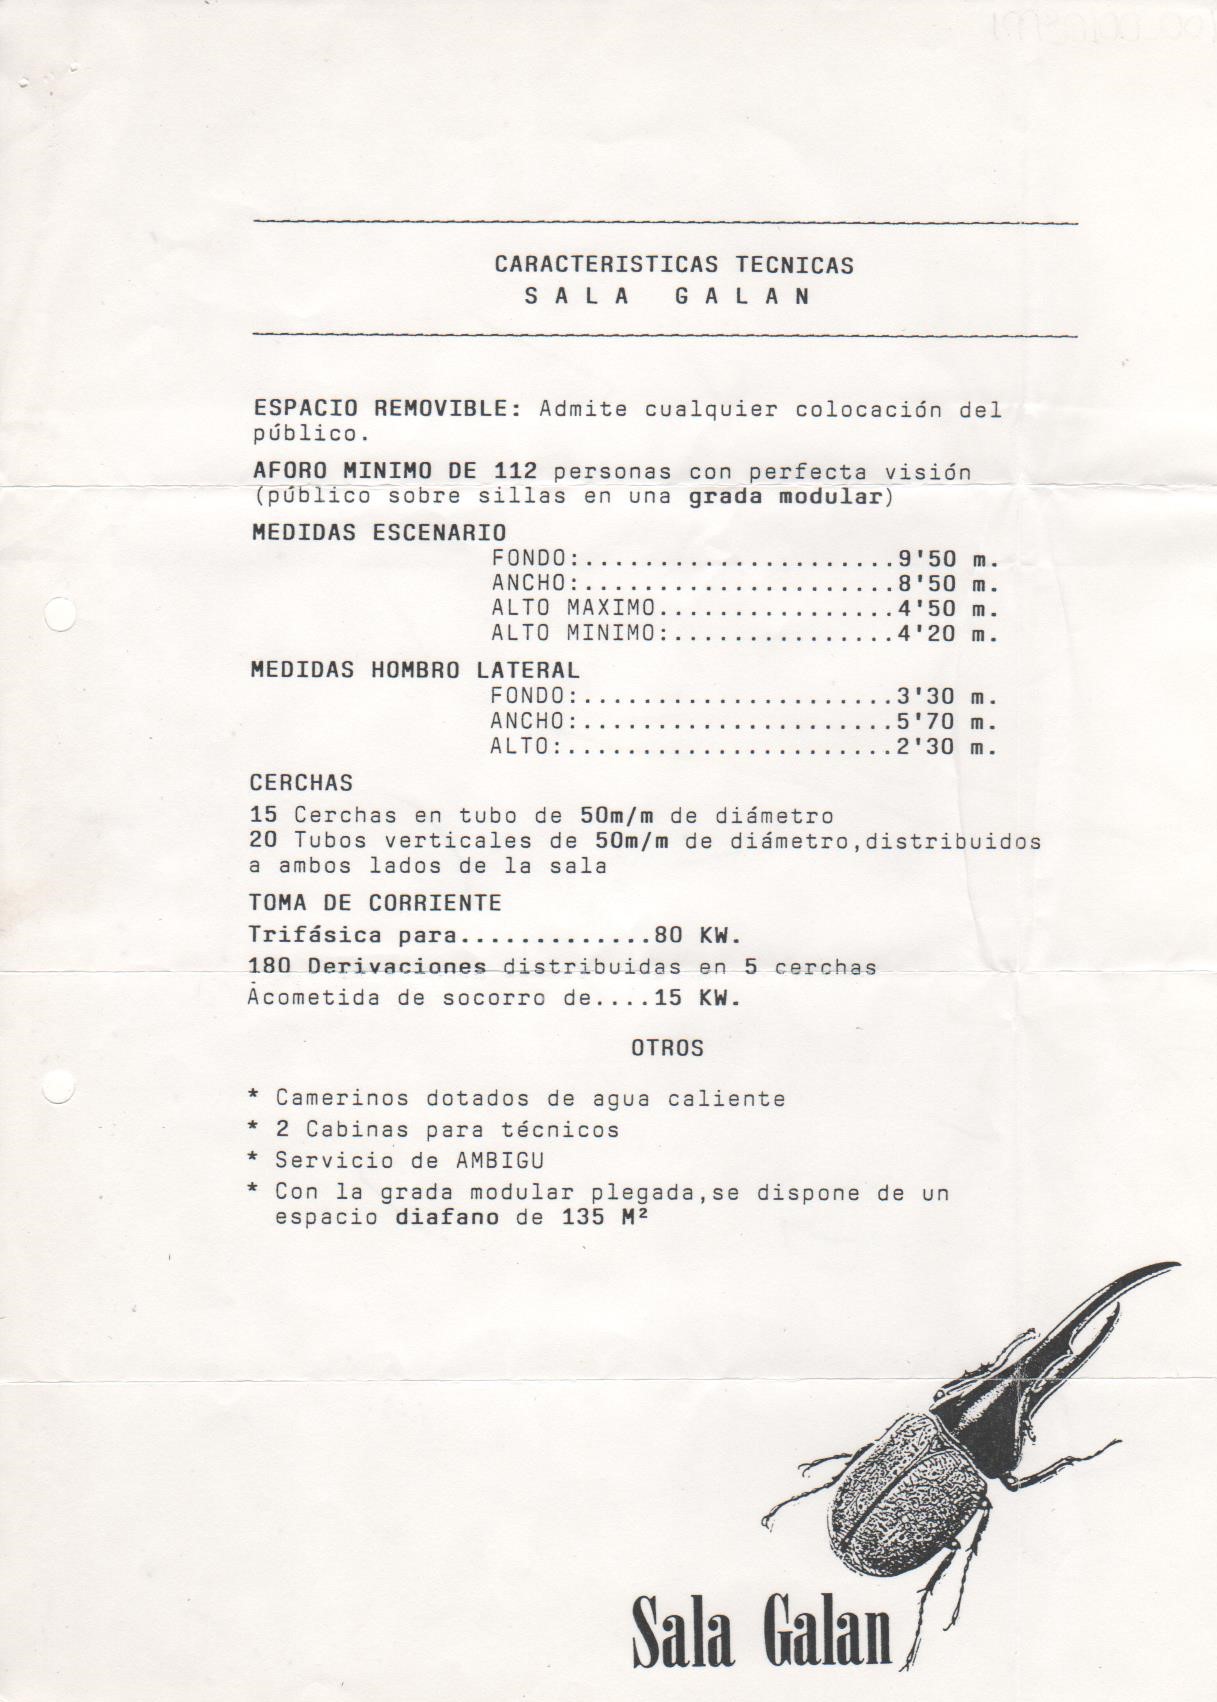 CARACTERISTICAS TECNICAS
SALA GALAN
ESPACIO REMOVIBLE: Admite cualquier colocación del
público.
AFORO MINIMO DE 112 personas con perfecta visión
(público sobre sillas en una grada modular)
MEDIDAS ESCENARIO
FONDO:.....................9'50 m.
ANCHO:.....................8'50 m.
ALTO MAXIMO................4'50 m.
ALTO MINIMO:...............4'20 m.
MEDIDAS HOMBRO LATERAL
FONDO:.....................3'30 m.
ANCHO:.....................5'70 m.
ALTO:......................2'30 m.
CERCHAS
15 Cerchas en tubo de 50m/m de diámetro
20 Tubos verticales de 50m/m de diámetro,distribuidos
a ambos lados de la sala
TOMA DE CORRIENTE
Trifásica para.............80 KW.
180 Derivaciones distribuidas en 5 cerchas
Acometida de socorro de....15 KW.
OTROS
* Camerinos dotados de agua caliente
* 2 Cabinas para técnicos
* Servicio de AMBIGU
* Con la grada modular plegada,se dispone de un
espacio diafano de 135 M²
Sala Galan